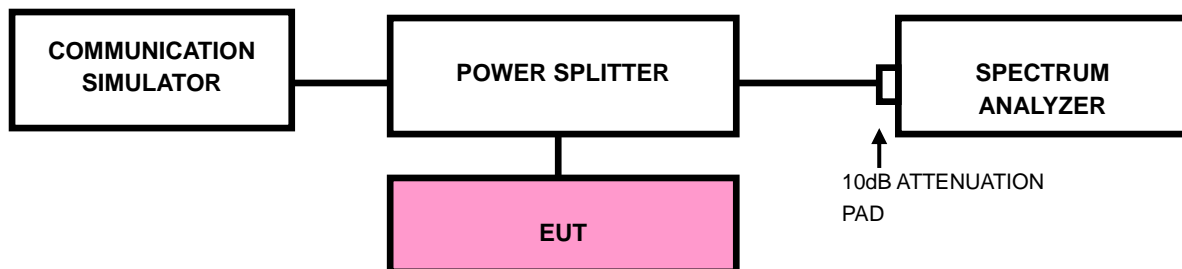 COMMUNICATION
SIMULATOR
POWER SPLITTER
SPECTRUM
ANALYZER
10dB ATTENUATION
PAD
EUT